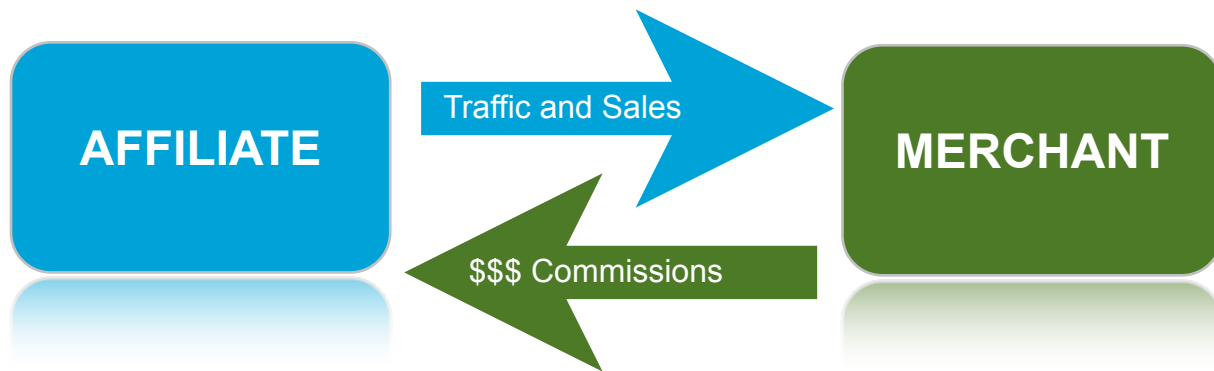 AFFILIATE
Traffic and Sales
MERCHANT
$$$ Commissions